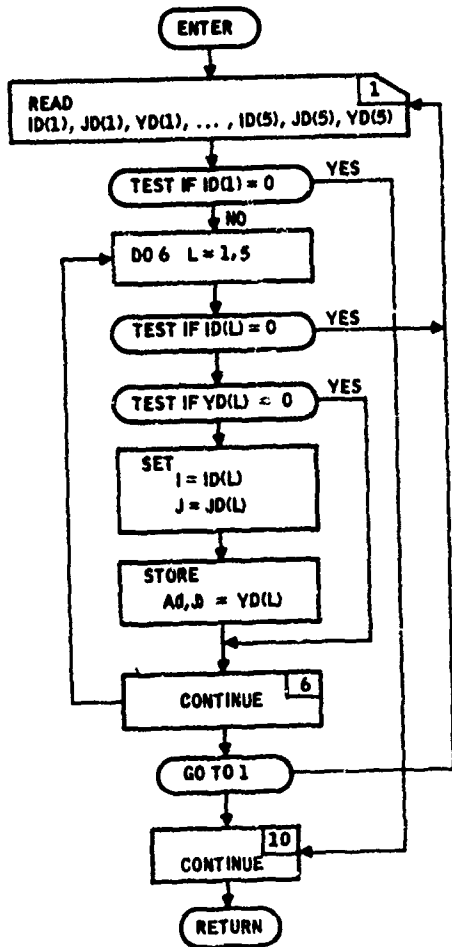 ENTER
1
READ
ID(1), JD(1), YD(1), ... , ID(5), JD(5), YD(5)
TEST IF ID(1) = 0
YES
NO
DO 6 L = 1,5
TEST IF ID(L) = 0
YES
TEST IF YD(L) = 0
YES
SET
I = ID(L)
J = JD(L)
STORE
= YD(L)
6
CONTINUE
GO TO 1
10
CONTINUE
RETURN